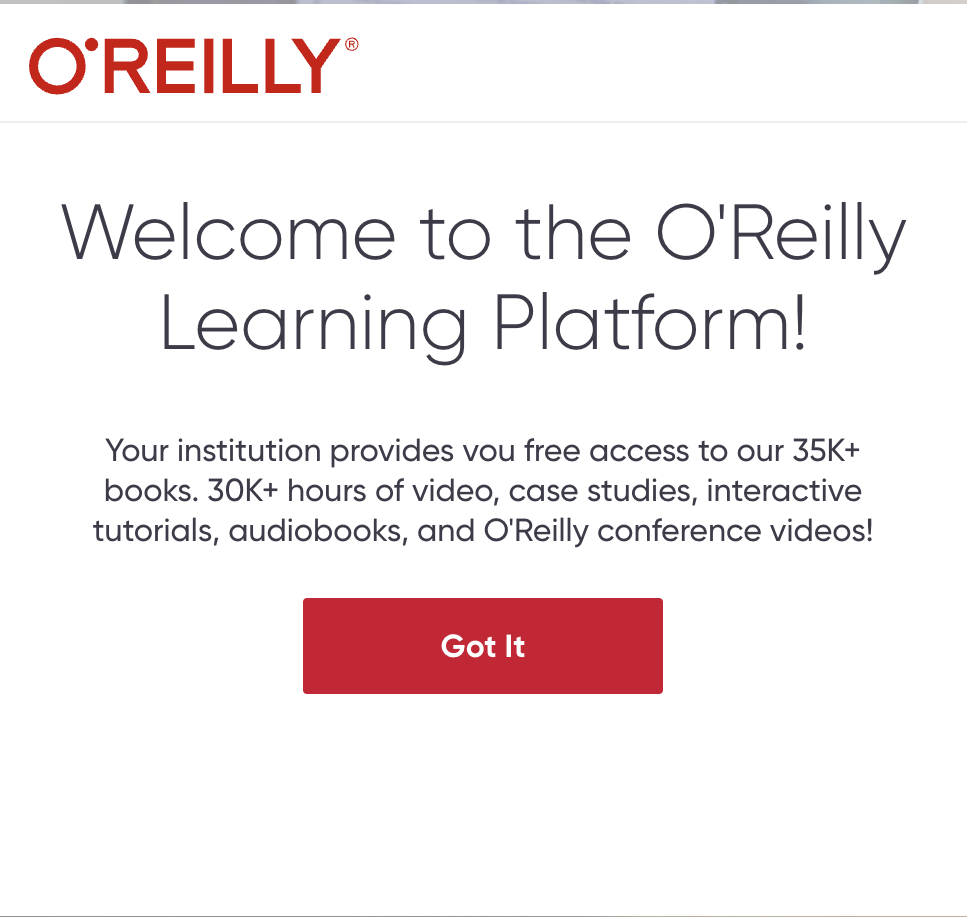 O'REILLY®
Welcome to the O'Reilly
Learning Platform!
Your institution provides vou free access to our 35K+
books. 30K+ hours of video, case studies, interactive
tutorials, audiobooks, and O'Reilly conference videos!
Got It